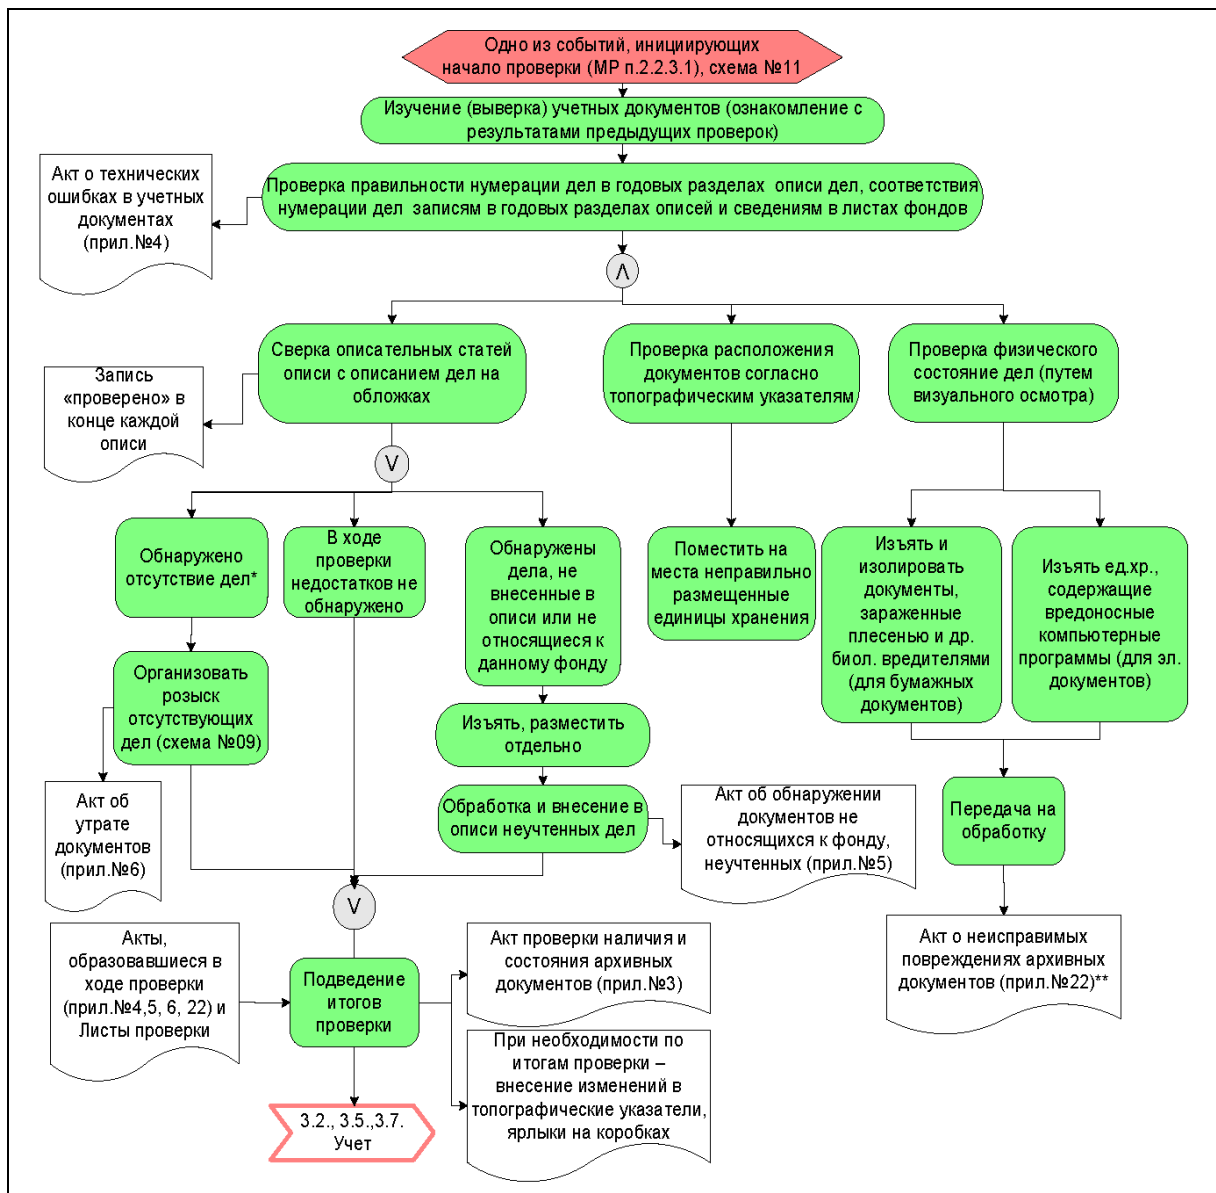 Одно из событий, инициирующих
начало проверки (МР п.2.2.3.1), схема №11
Изучение (выверка) учетных документов (ознакомление с
результатами предыдущих проверок)
Акт о технических
ошибках в учетных
документах
(прил.№4)
Проверка правильности нумерации дел в годовых разделах описи дел, соответствия
нумерации дел записям в годовых разделах описей и сведениям в листах фондов
Λ
Сверка описательных статей
описи с описанием дел на
обложках
Проверка расположения
документов согласно
топографическим указателям
Проверка физического
состояние дел (путем
визуального осмотра)
Запись
«проверено» в
конце каждой
описи
V
Обнаружено
отсутствие дел*
В ходе
проверки
недостатков не
обнаружено
Обнаружены
дела, не
внесенные в
описи или не
относящиеся к
данному фонду
Поместить на
места неправильно
размещенные
единицы хранения
Изъять и
изолировать
документы,
зараженные
плесенью и др.
биол. вредителями
(для бумажных
документов)
Изъять ед.хр.,
содержащие
вредоносные
компьютерные
программы (для эл.
документов)
Организовать
розыск
отсутствующих
дел (схема №09)
Изъять, разместить
отдельно
Акт об
утрате
документов
(прил.№6)
Обработка и внесение в
описи неучтенных дел
Акт об обнаружении
документов не
относящихся к фонду,
неучтенных (прил.№5)
Передача на
обработку
V
Акты,
образовавшиеся в
ходе проверки
(прил.№4,5, 6, 22) и
Листы проверки
Подведение
итогов
проверки
Акт проверки наличия и
состояния архивных
документов (прил.№3)
Акт о неисправимых
повреждениях архивных
документов (прил.№22)**
При необходимости по
итогам проверки –
внесение изменений в
топографические указатели,
ярлыки на коробках
3.2., 3.5.,3.7.
Учет